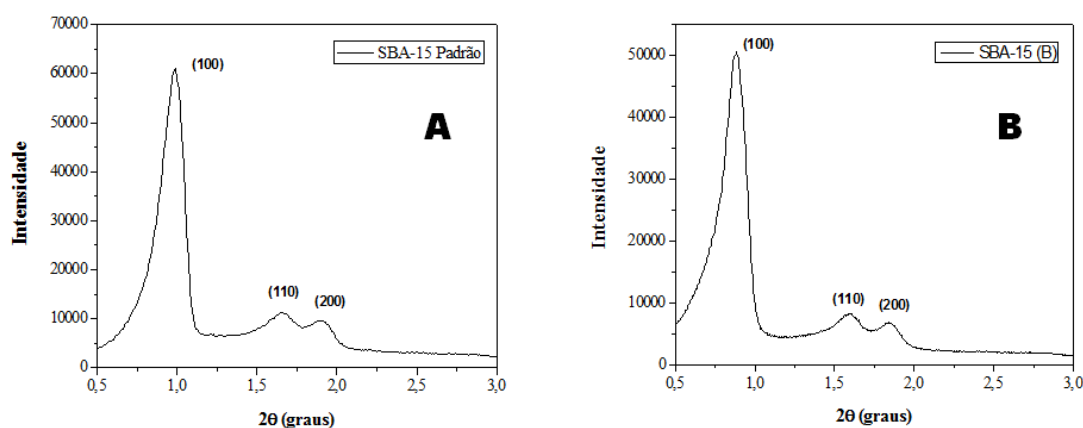 70000
60000
50000
40000
30000
20000
10000
0
Intensidade
SBA-15 Padrão
(100)
A
(110)
(200)
0,5 1,0 1,5 2,0 2,5 3,0
2θ (graus)
50000
40000
30000
20000
10000
0
Intensidade
SBA-15 (B)
(100)
B
(110)
(200)
0,5 1,0 1,5 2,0 2,5 3,0
2θ (graus)